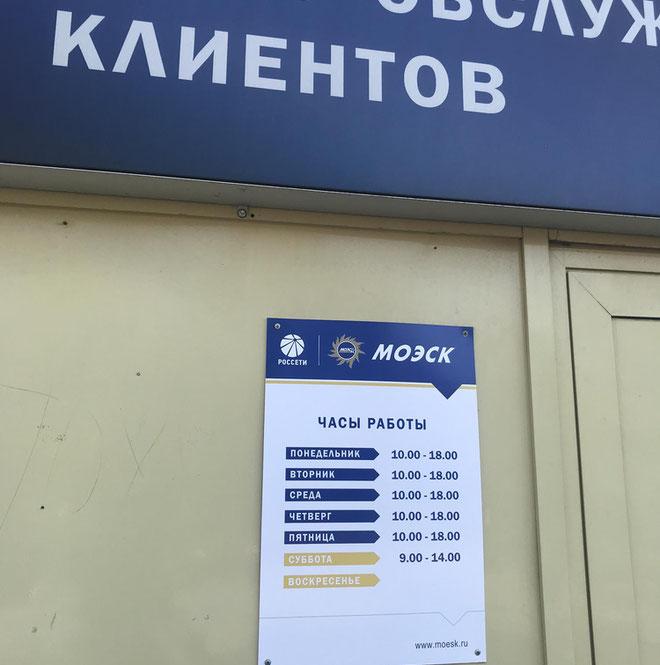 ОБСЛУЖ
КЛИЕНТОВ
РОССЕТИ
МОЭСК
ЧАСЫ РАБОТЫ
ПОНЕДЕЛЬНИК 10.00 - 18.00
ВТОРНИК 10.00 - 18.00
СРЕДА 10.00 - 18.00
ЧЕТВЕРГ 10.00 - 18.00
ПЯТНИЦА 10.00 - 18.00
СУББОТА 9.00 - 14.00
ВОСКРЕСЕНЬЕ
www.moesk.ru